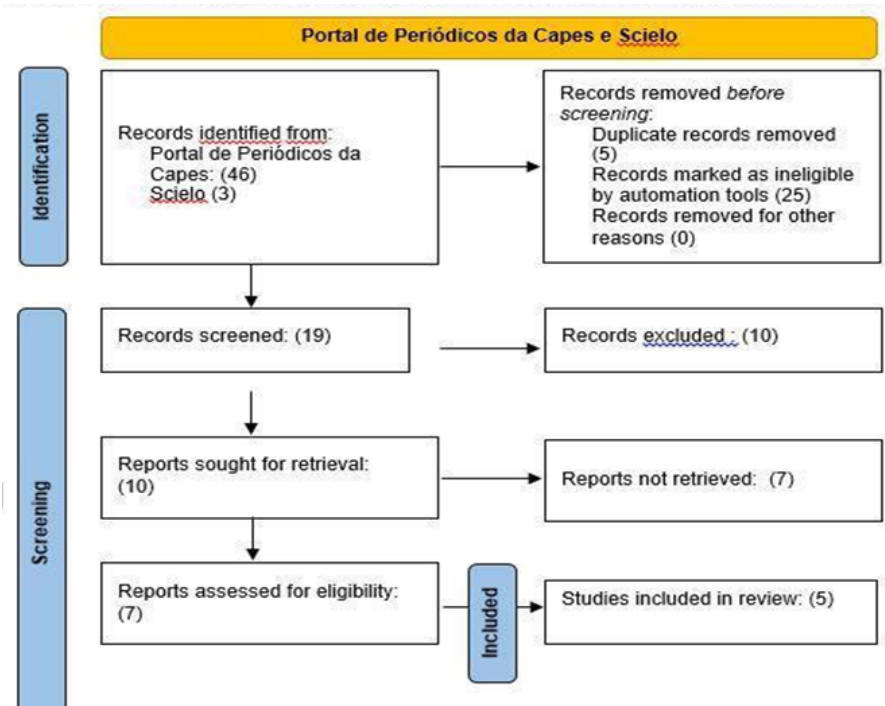 Portal de Periódicos da Capes e Scielo
Identification
Records identified from:
Portal de Periódicos da
Capes: (46)
Scielo (3)
Records removed before
screening:
Duplicate records removed
(5)
Records marked as ineligible
by automation tools (25)
Records removed for other
reasons (0)
Screening
Records screened: (19)
Records excluded : (10)
Reports sought for retrieval:
(10)
Reports not retrieved: (7)
Reports assessed for eligibility:
(7)
Included
Studies included in review: (5)